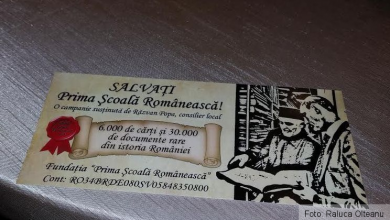 SALVAȚI
Prima Școală Românească!
O campanie susținută de Răzvan Popa, consilier local
6.000 de cărți și 30.000
de documente rare
din istoria României
Fundația "Prima Școală Românească"
Cont: RO34BRDE080SV05848350800
Foto: Raluca Olteanu